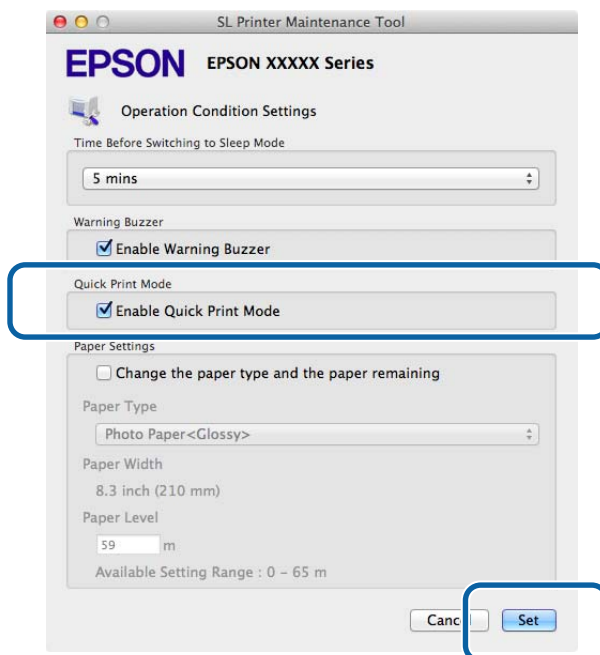 SL Printer Maintenance Tool
EPSON EPSON XXXXX Series
Operation Condition Settings
Time Before Switching to Sleep Mode
5 mins
Warning Buzzer
Enable Warning Buzzer
Quick Print Mode
Enable Quick Print Mode
Paper Settings
Change the paper type and the paper remaining
Paper Type
Photo Paper<Glossy>
Paper Width
8.3 inch (210 mm)
Paper Level
59 m
Available Setting Range : 0 – 65 m
Cancel Set